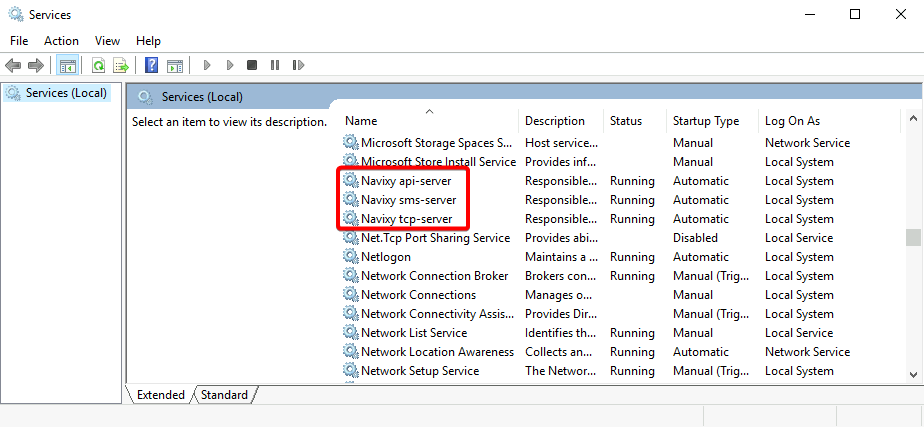 Services
File Action View Help
Services (Local)
Services (Local)
Select an item to view its description.
Name Description Status Startup Type Log On As
Microsoft Storage Spaces S... Host service... Manual Network Service
Microsoft Store Install Service Provides inf... Manual Local System
Navixy api-server Responsible... Running Automatic Local System
Navixy sms-server Responsible... Running Automatic Local System
Navixy tcp-server Responsible... Running Automatic Local System
Net.Tcp Port Sharing Service Provides abi... Disabled Local Service
Netlogon Maintains a ... Running Automatic Local System
Network Connection Broker Brokers con... Running Manual (Trig... Local System
Network Connections Manages o... Manual Local System
Network Connectivity Assis... Provides Dir... Manual (Trig... Local System
Network List Service Identifies th... Running Manual Local Service
Network Location Awareness Collects an... Running Automatic Network Service
Network Setup Service The Networ... Running Manual (Trig... Local System
Extended Standard